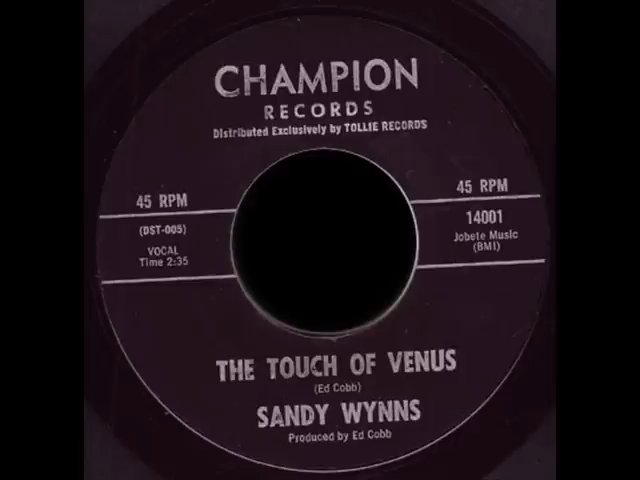 CHAMPION
RECORDS
Distributed Exclusively by TOLLIE RECORDS
45 RPM
(DST-005)
VOCAL
Time 2:35
45 RPM
14001
Jobete Music
(BMI)
THE TOUCH OF VENUS
(Ed Cobb)
SANDY WYNNS
Produced by Ed Cobb